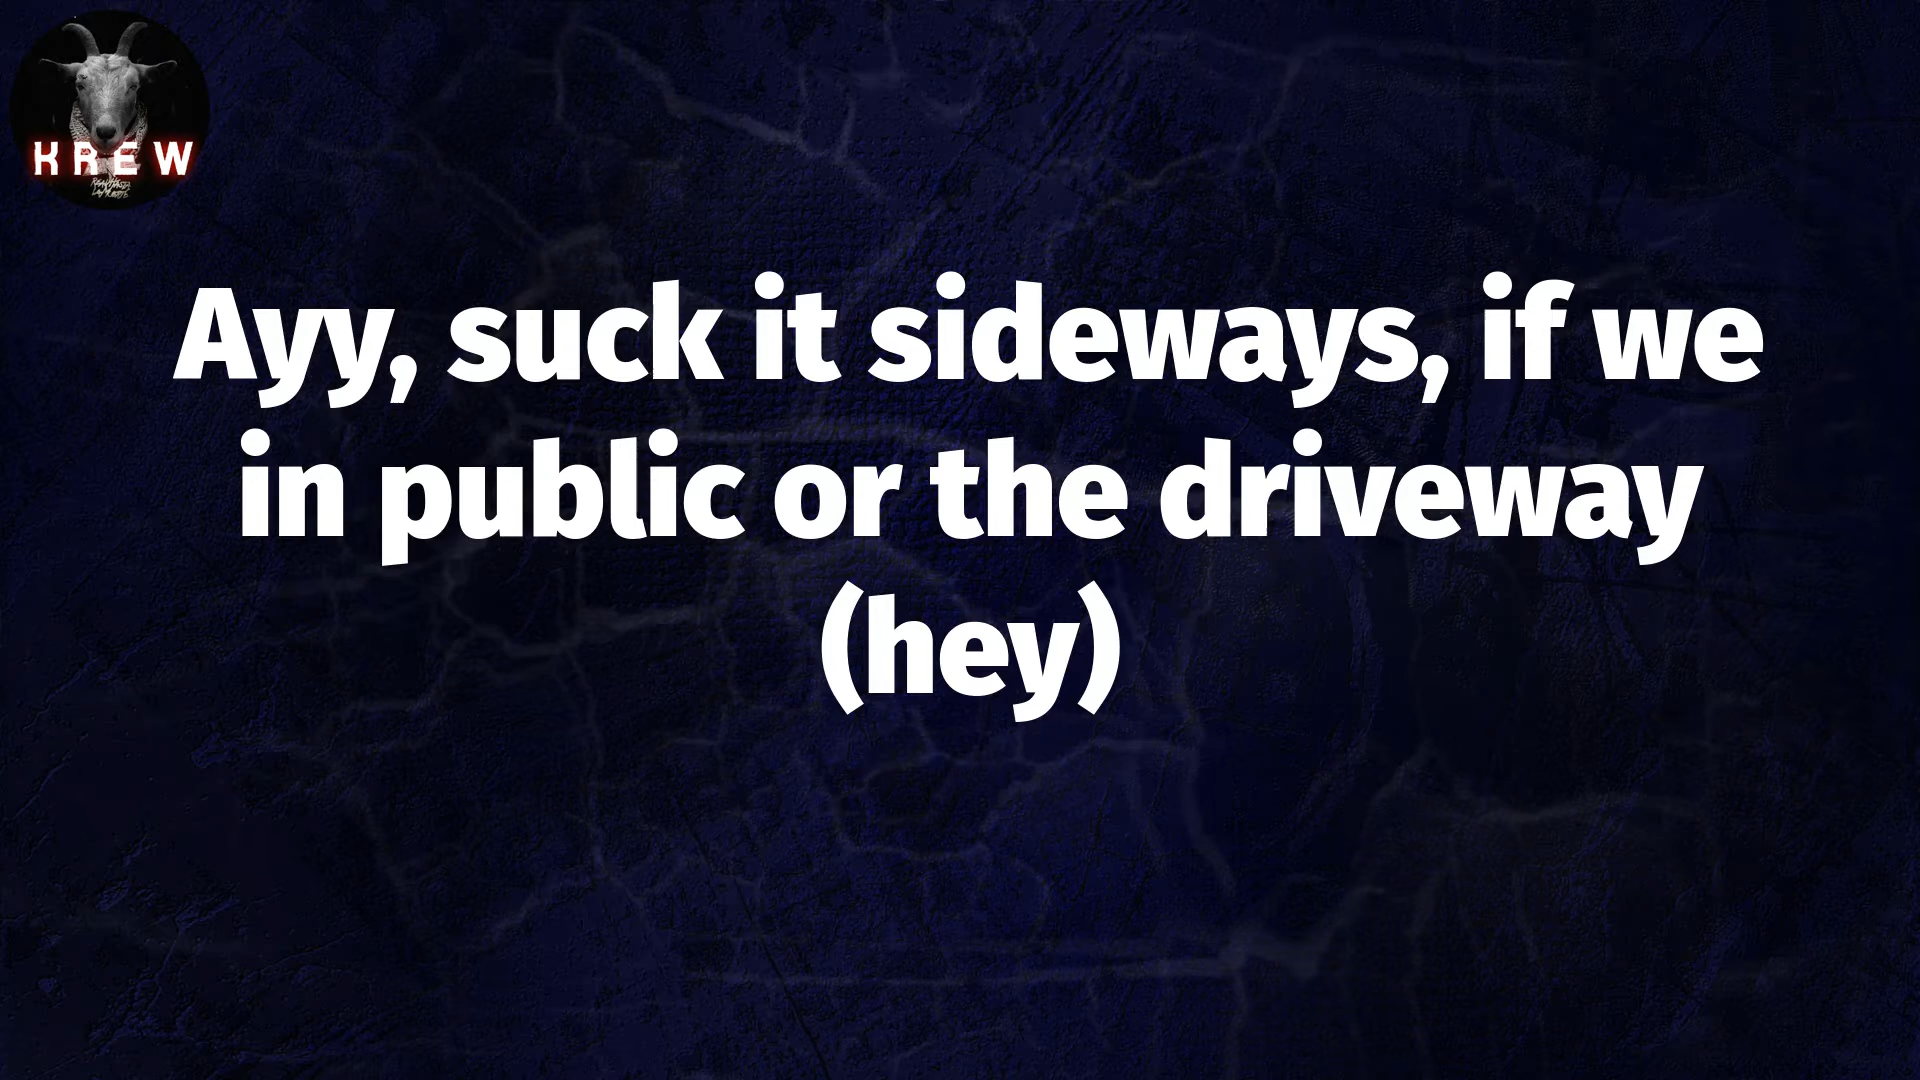 KREW
Ayy, suck it sideways, if we
in public or the driveway
(hey)